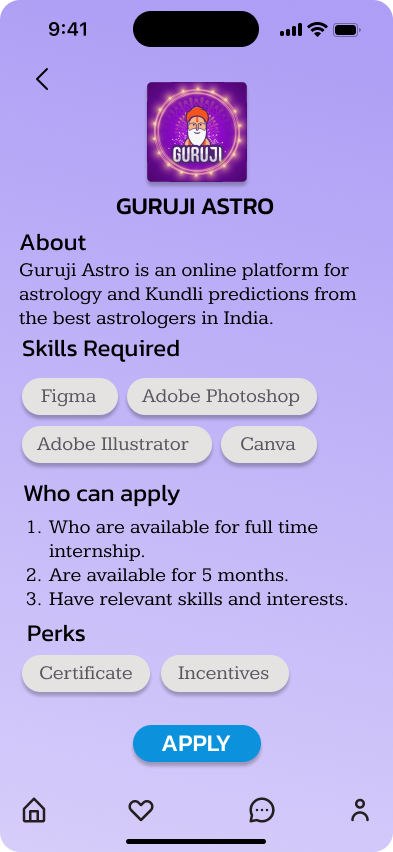 9:41
GURUJI
GURUJI ASTRO
About
Guruji Astro is an online platform for
astrology and Kundli predictions from
the best astrologers in India.
Skills Required
Figma Adobe Photoshop
Adobe Illustrator Canva
Who can apply
1. Who are available for full time
internship.
2. Are available for 5 months.
3. Have relevant skills and interests.
Perks
Certificate Incentives
APPLY